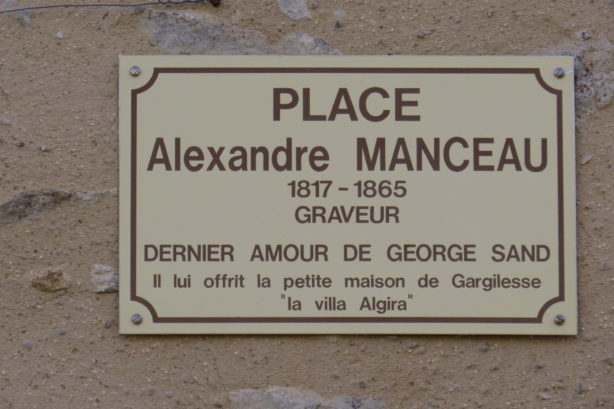 PLACE
Alexandre MANCEAU
1817 - 1865
GRAVEUR
DERNIER AMOUR DE GEORGE SAND
Il lui offrit la petite maison de Gargilesse
"la villa Algira"